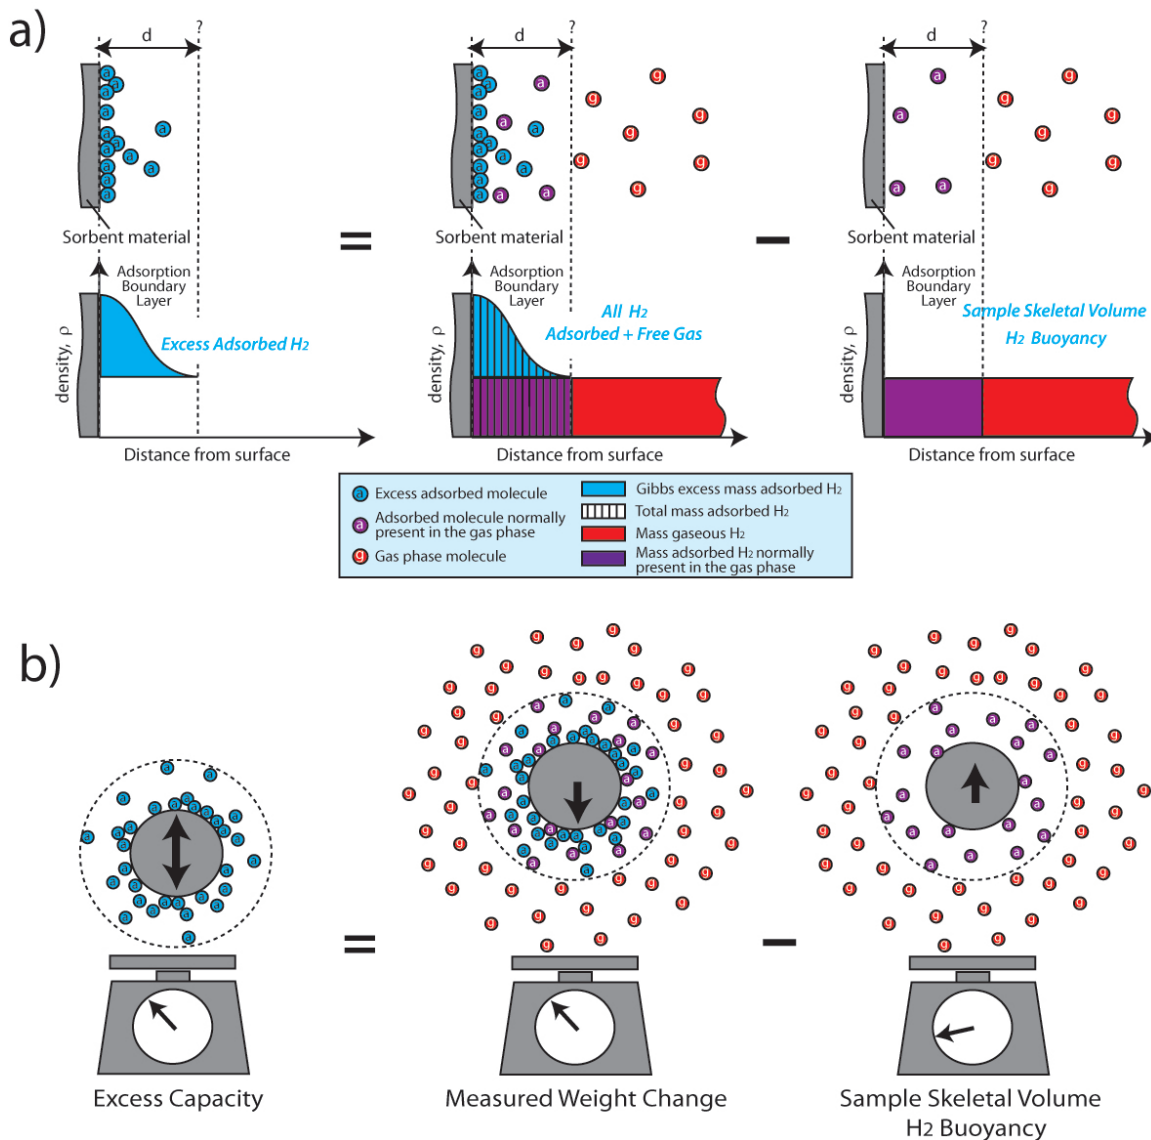 a)
d
?
d
?
d
?
a a a a a a a a a a a a a a
a a a a a a a a a a a a a a a a a a g g g g g g g
a a a a g g g g g g g
Sorbent material
=
Sorbent material
–
Sorbent material
Adsorption
Boundary
Layer
density, ρ
Excess Adsorbed H₂
Distance from surface
Adsorption
Boundary
Layer
density, ρ
All H₂
Adsorbed + Free Gas
Distance from surface
Adsorption
Boundary
Layer
density, ρ
Sample Skeletal Volume
H₂ Buoyancy
Distance from surface
a Excess adsorbed molecule
a Adsorbed molecule normally
present in the gas phase
g Gas phase molecule
Gibbs excess mass adsorbed H₂
Total mass adsorbed H₂
Mass gaseous H₂
Mass adsorbed H₂ normally
present in the gas phase
b)
=
–
Excess Capacity
Measured Weight Change
Sample Skeletal Volume
H₂ Buoyancy